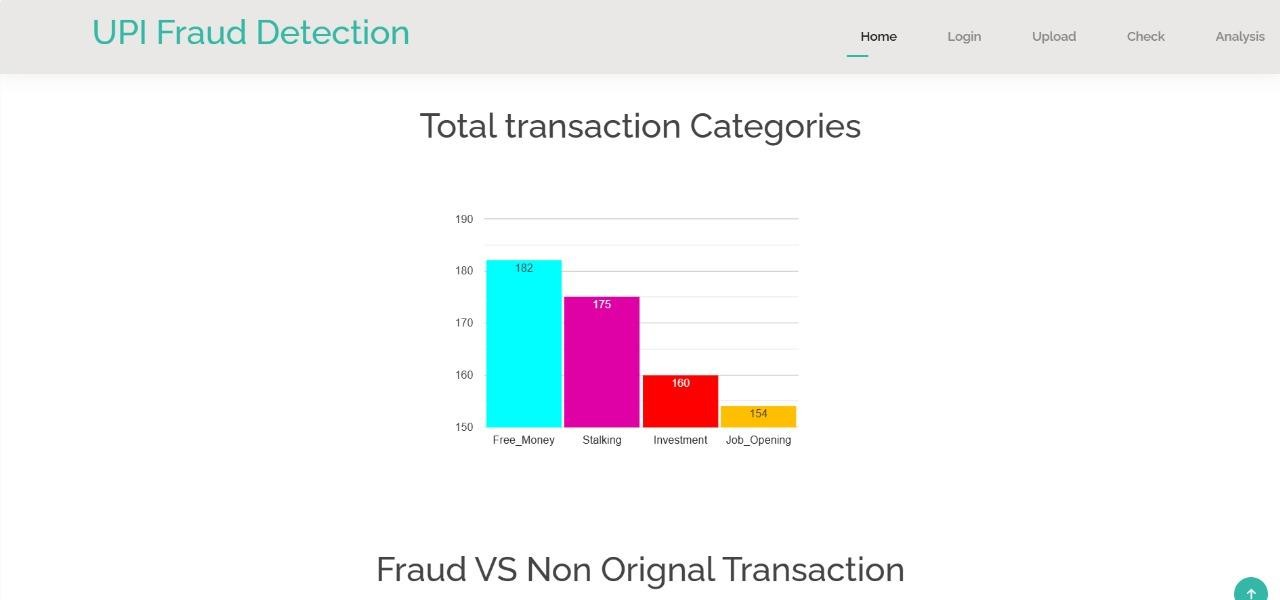 UPI Fraud Detection
Home Login Upload Check Analysis
Total transaction Categories
190
180
170
160
150
182
175
160
154
Free_Money Stalking Investment Job_Opening
Fraud VS Non Orignal Transaction